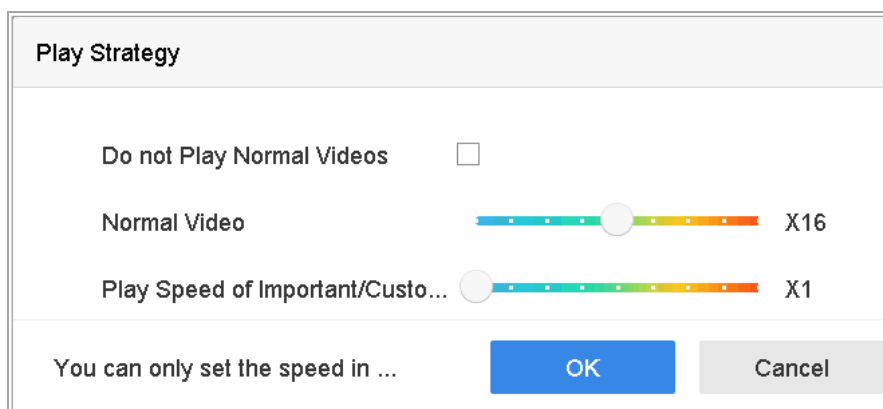 Play Strategy
Do not Play Normal Videos
Normal Video X16
Play Speed of Important/Custo... X1
You can only set the speed in ... OK Cancel